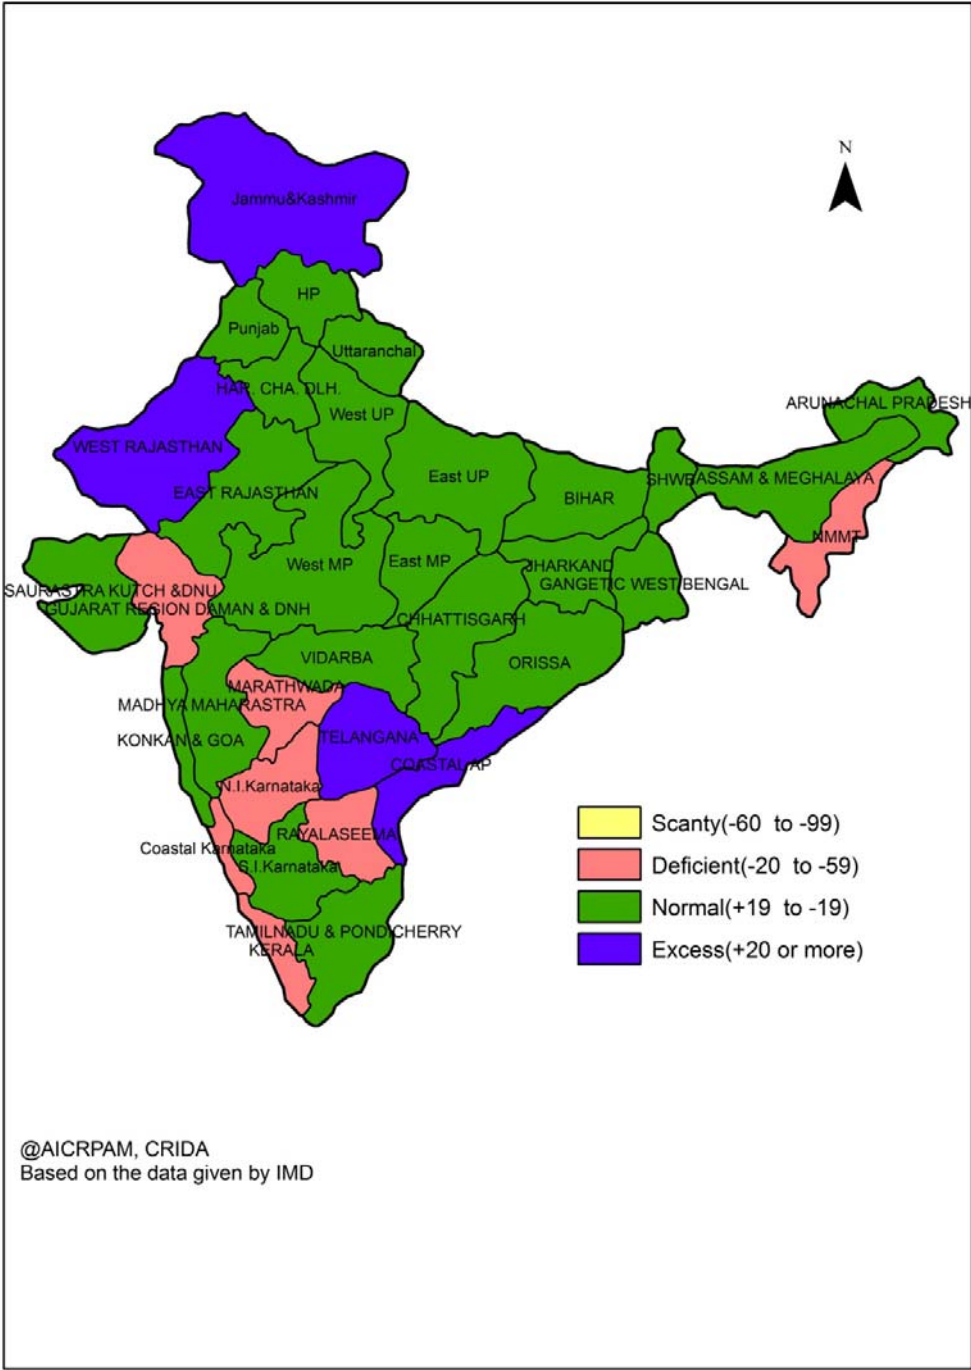 N
Jammu&Kashmir
HP
Punjab
Uttaranchal
HAR. CHA. DLH.
West UP
ARUNACHAL PRADESH
WEST RAJASTHAN
East UP
SHWB
ASSAM & MEGHALAYA
EAST RAJASTHAN
BIHAR
NMMT
West MP
East MP
JHARKAND
GANGETIC WEST BENGAL
SAURASTRA KUTCH &DNU
GUJARAT REGION DAMAN & DNH
CHHATTISGARH
VIDARBA
ORISSA
MARATHWADA
MADHYA MAHARASTRA
KONKAN & GOA
TELANGANA
COASTAL AP
N.I.Karnataka
RAYALASEEMA
Coastal Karnataka
S.I.Karnataka
TAMILNADU & PONDICHERRY
KERALA
Scanty(-60 to -99)
Deficient(-20 to -59)
Normal(+19 to -19)
Excess(+20 or more)
@AICRPAM, CRIDA
Based on the data given by IMD